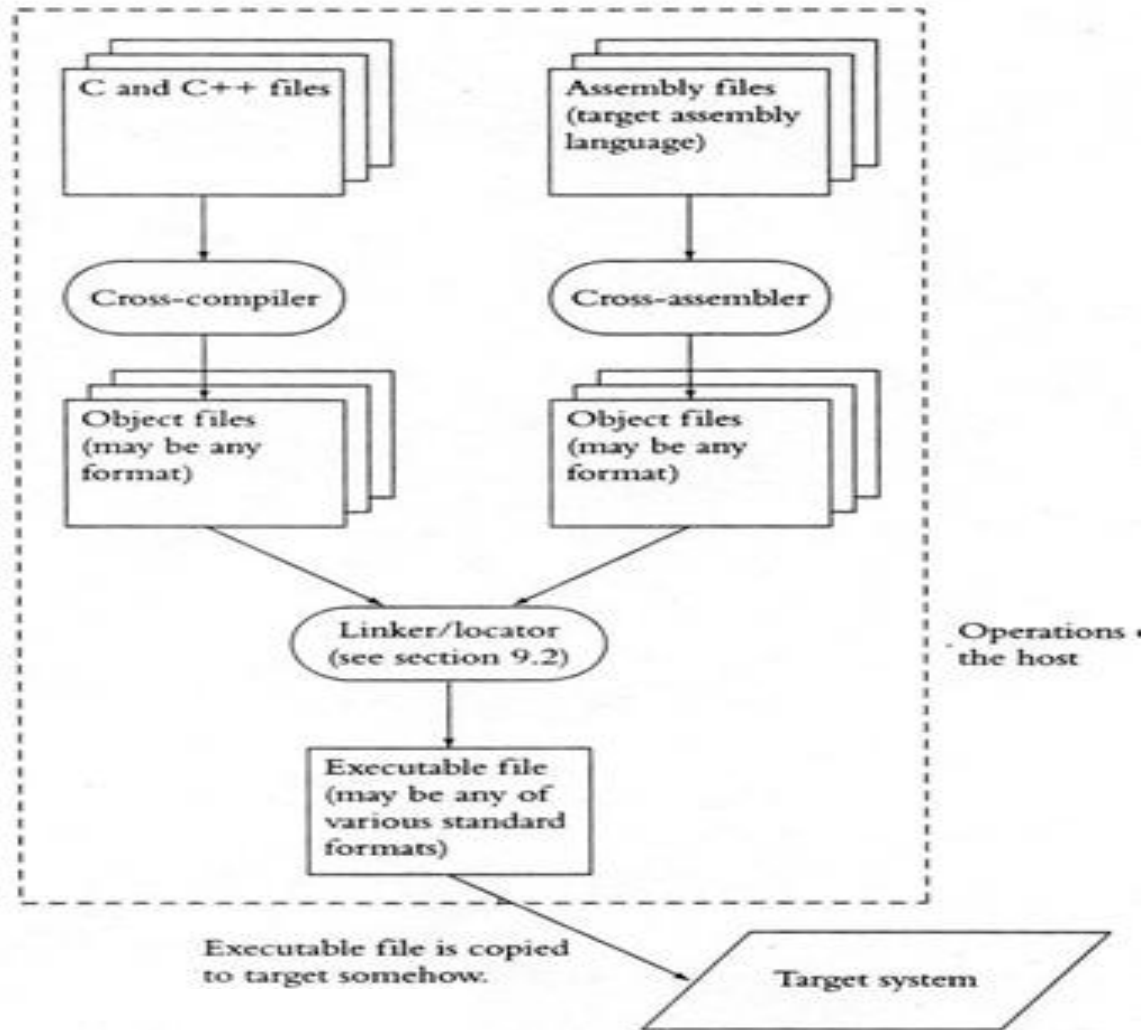 C and C++ files
Assembly files
(target assembly
language)
Cross-compiler
Cross-assembler
Object files
(may be any
format)
Object files
(may be any
format)
Linker/locator
(see section 9.2)
Operations
the host
Executable file
(may be any of
various standard
formats)
Executable file is copied
to target somehow.
Target system